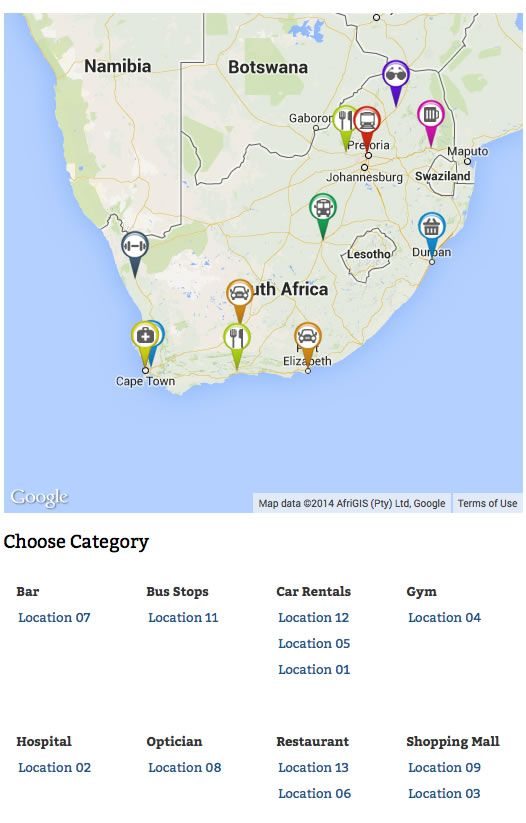 Namibia
Botswana
Gaboron
Pretoria
Maputo
Johannesburg
Swaziland
Lesotho
Durban
uth Africa
Port
Elizabeth
Cape Town
Google
Map data ©2014 AfriGIS (Pty) Ltd, Google
Terms of Use
Choose Category
Bar
Location 07
Bus Stops
Location 11
Car Rentals
Location 12
Location 05
Location 01
Gym
Location 04
Hospital
Location 02
Optician
Location 08
Restaurant
Location 13
Location 06
Shopping Mall
Location 09
Location 03